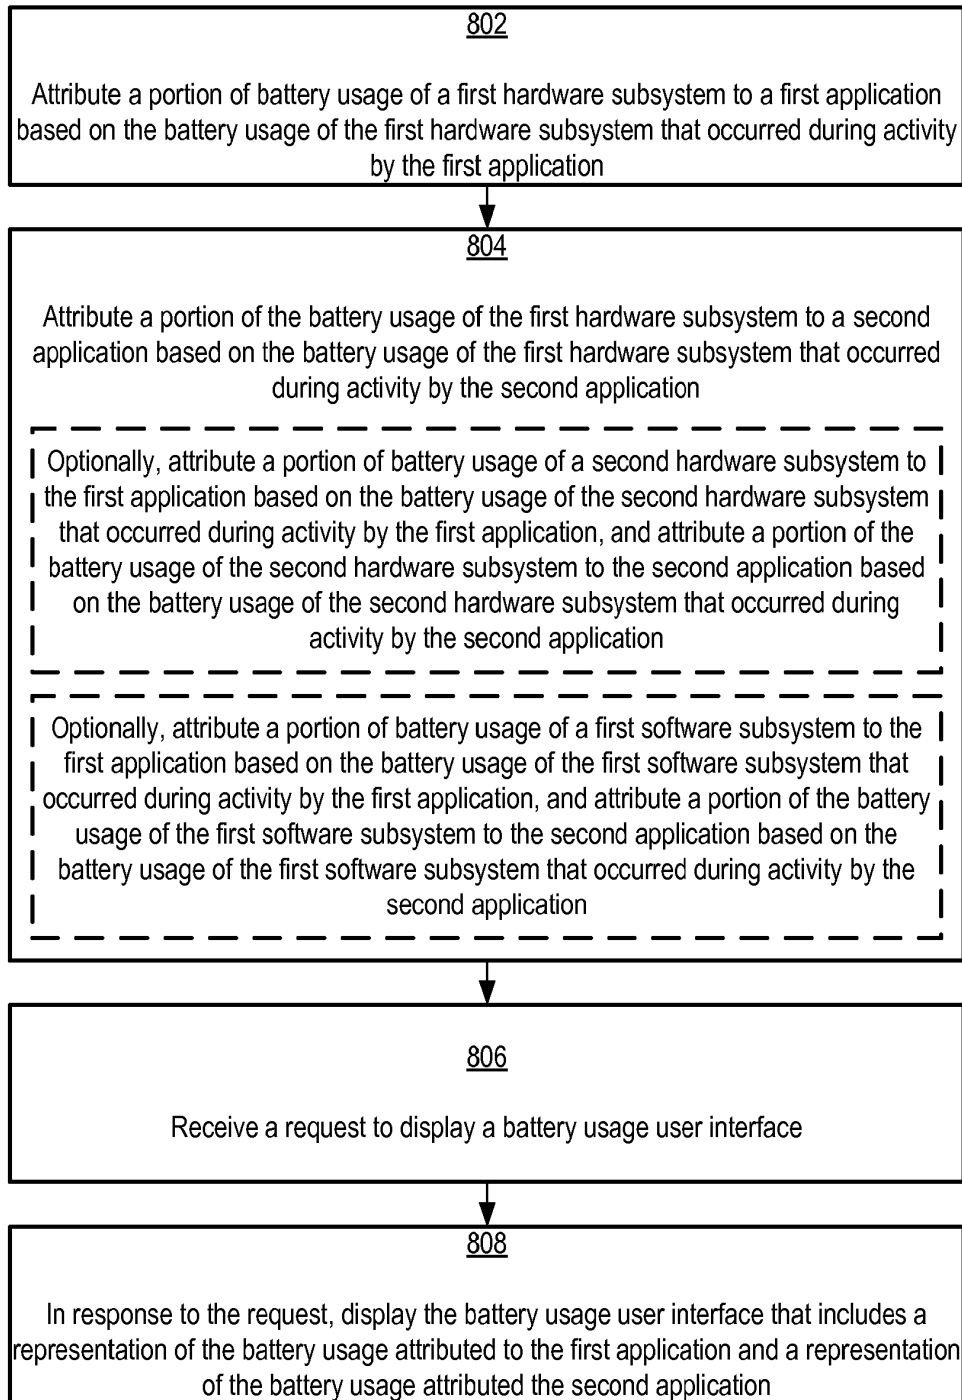 802
Attribute a portion of battery usage of a first hardware subsystem to a first application
based on the battery usage of the first hardware subsystem that occurred during activity
by the first application
804
Attribute a portion of the battery usage of the first hardware subsystem to a second
application based on the battery usage of the first hardware subsystem that occurred
during activity by the second application
Optionally, attribute a portion of battery usage of a second hardware subsystem to
the first application based on the battery usage of the second hardware subsystem
that occurred during activity by the first application, and attribute a portion of the
battery usage of the second hardware subsystem to the second application based
on the battery usage of the second hardware subsystem that occurred during
activity by the second application
Optionally, attribute a portion of battery usage of a first software subsystem to the
first application based on the battery usage of the first software subsystem that
occurred during activity by the first application, and attribute a portion of the battery
usage of the first software subsystem to the second application based on the
battery usage of the first software subsystem that occurred during activity by the
second application
806
Receive a request to display a battery usage user interface
808
In response to the request, display the battery usage user interface that includes a
representation of the battery usage attributed to the first application and a representation
of the battery usage attributed the second application